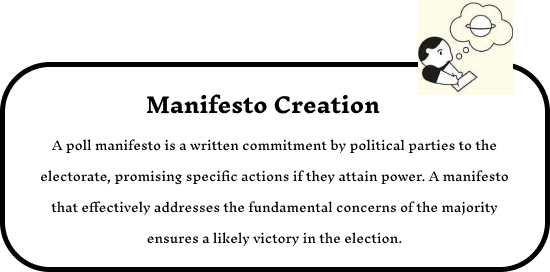 Manifesto Creation
A poll manifesto is a written commitment by political parties to the
electorate, promising specific actions if they attain power. A manifesto
that effectively addresses the fundamental concerns of the majority
ensures a likely victory in the election.